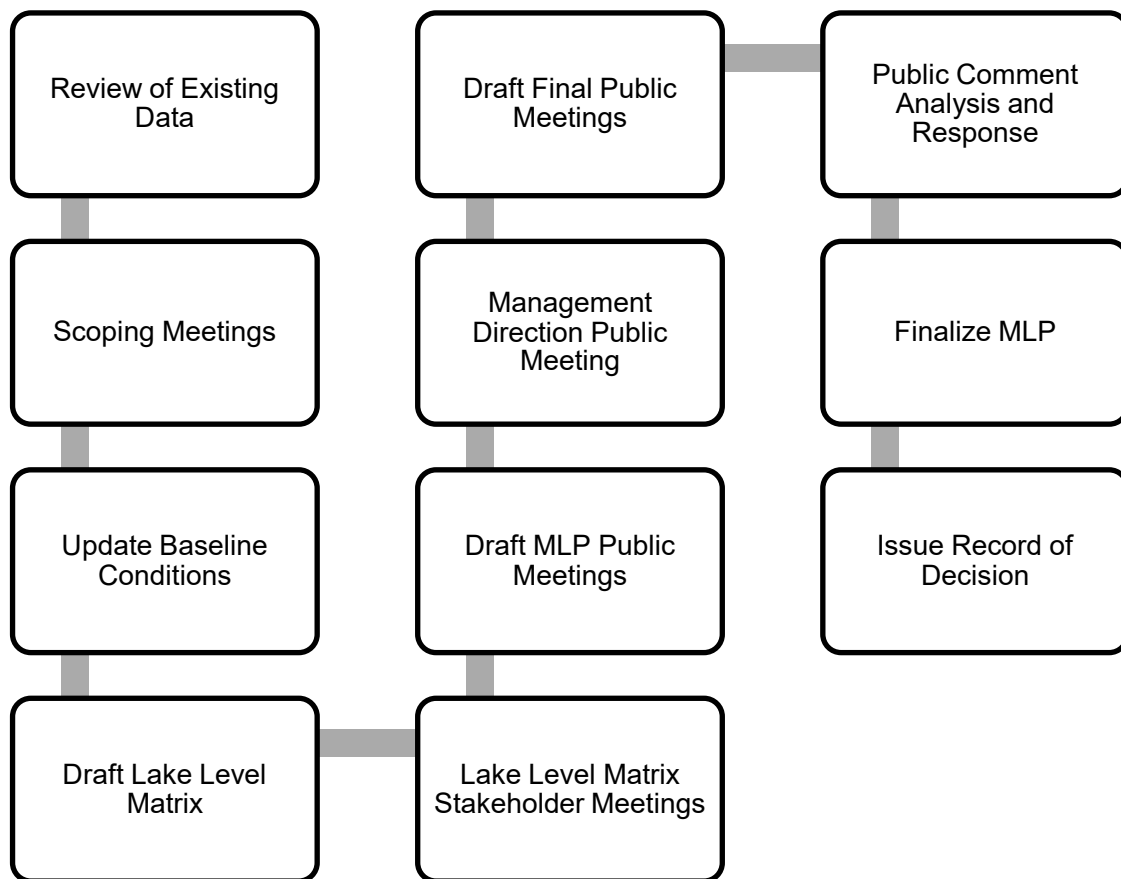 Review of Existing
Data
Scoping Meetings
Update Baseline
Conditions
Draft Lake Level
Matrix
Lake Level Matrix
Stakeholder Meetings
Draft MLP Public
Meetings
Management
Direction Public
Meeting
Draft Final Public
Meetings
Public Comment
Analysis and
Response
Finalize MLP
Issue Record of
Decision